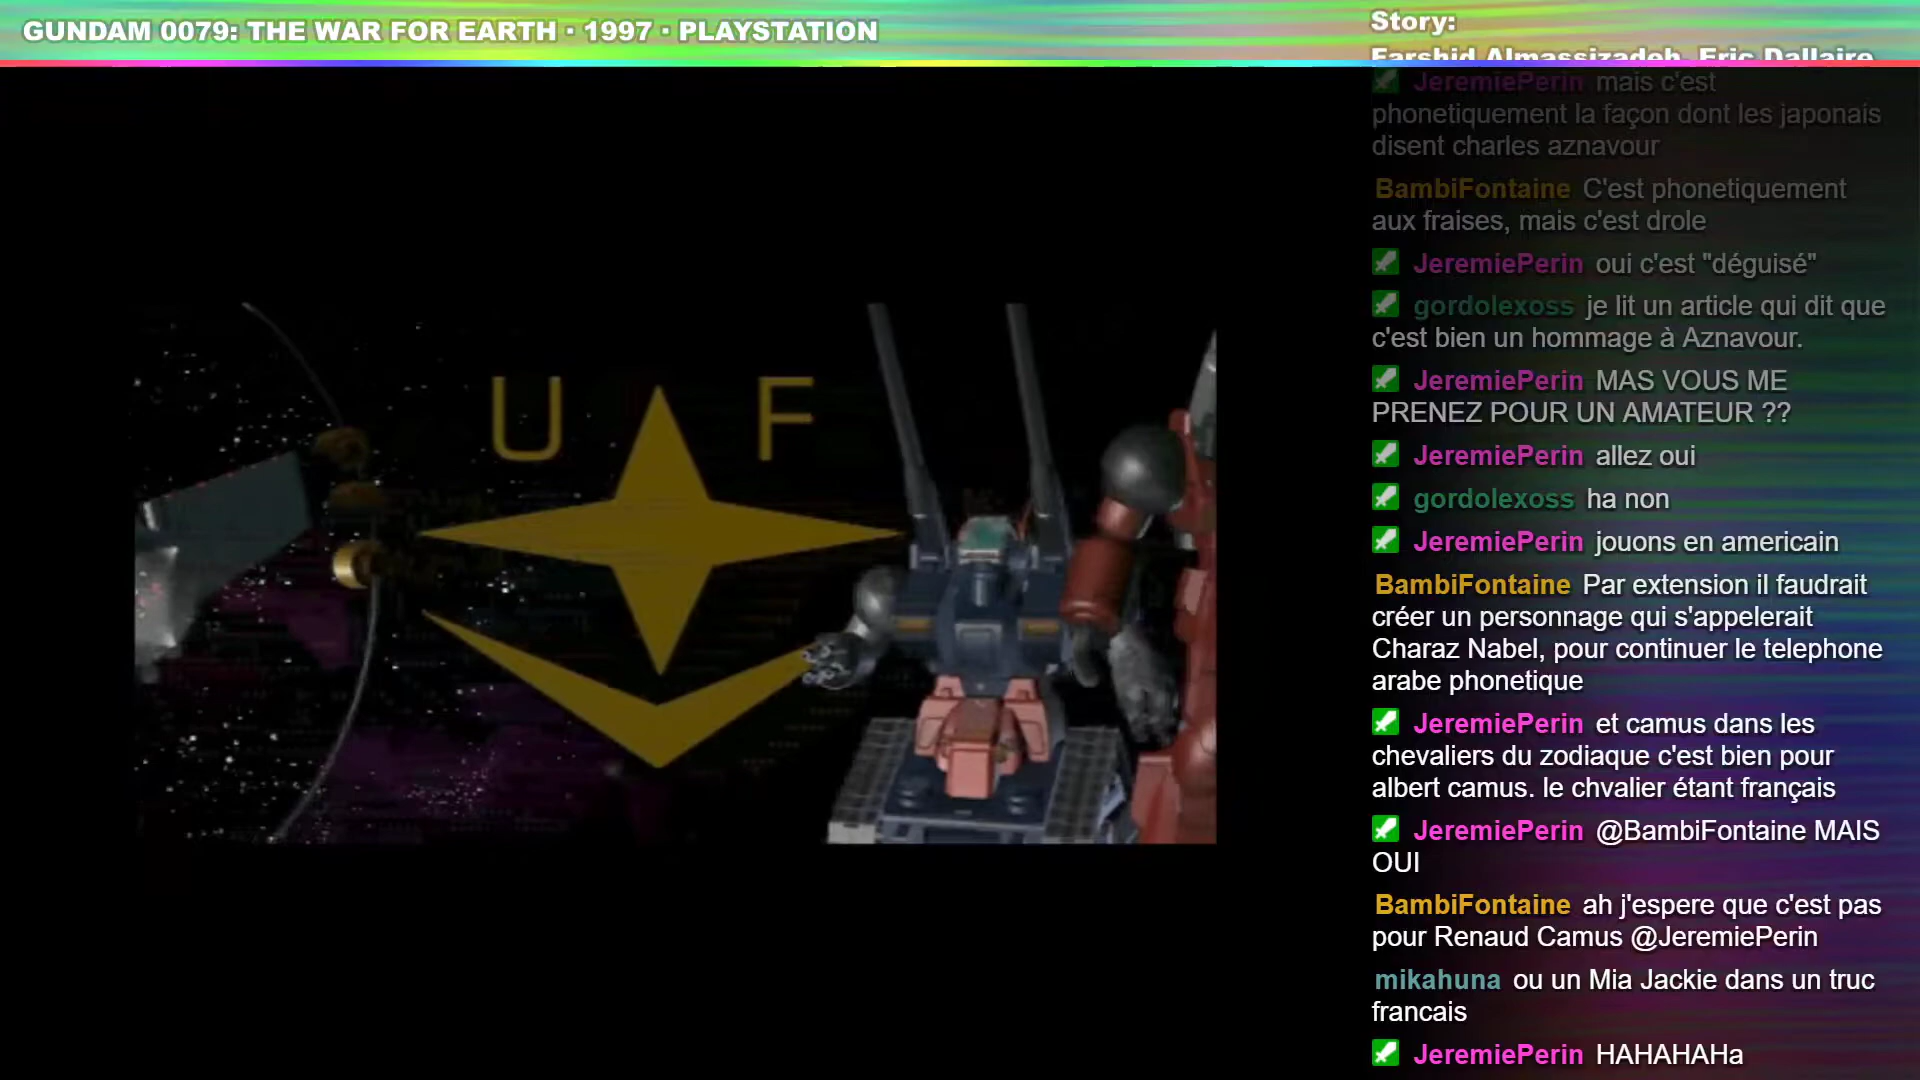 GUNDAM 0079: THE WAR FOR EARTH · 1997 · PLAYSTATION
Story:
Farshid Almassizadeh, Eric Dallaire
U F
JeremiePerin mais c'est
phonetiquement la façon dont les japonais
disent charles aznavour
BambiFontaine C'est phonetiquement
aux fraises, mais c'est drole
JeremiePerin oui c'est "déguisé"
gordolexoss je lit un article qui dit que
c'est bien un hommage à Aznavour.
JeremiePerin MAS VOUS ME
PRENEZ POUR UN AMATEUR ??
JeremiePerin allez oui
gordolexoss ha non
JeremiePerin jouons en americain
BambiFontaine Par extension il faudrait
créer un personnage qui s'appelerait
Charaz Nabel, pour continuer le telephone
arabe phonetique
JeremiePerin et camus dans les
chevaliers du zodiaque c'est bien pour
albert camus. le chvalier étant français
JeremiePerin @BambiFontaine MAIS
OUI
BambiFontaine ah j'espere que c'est pas
pour Renaud Camus @JeremiePerin
mikahuna ou un Mia Jackie dans un truc
francais
JeremiePerin HAHAHAHa